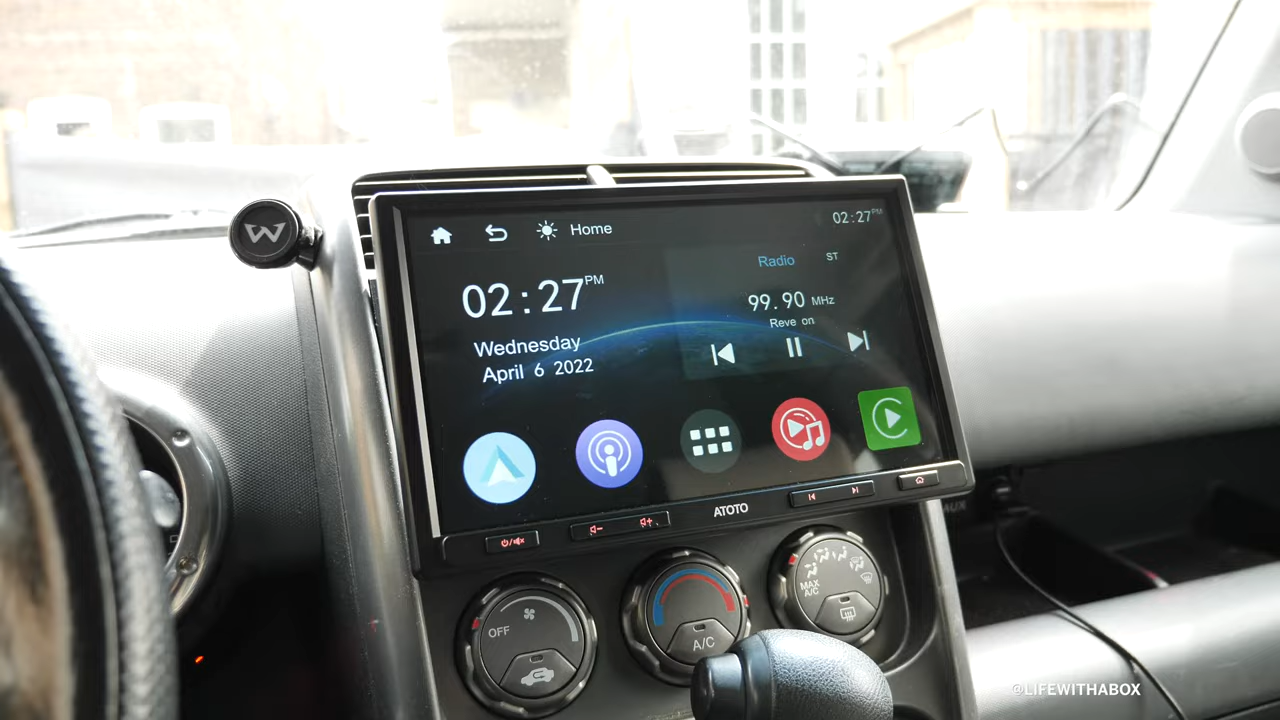 Home
02:27PM
02:27PM
Wednesday
April 6 2022
Radio
ST
99.90 MHz
Reve on
ATOTO
OFF
A/C
MAX
A/C
AUX
@LIFEWITHABOX